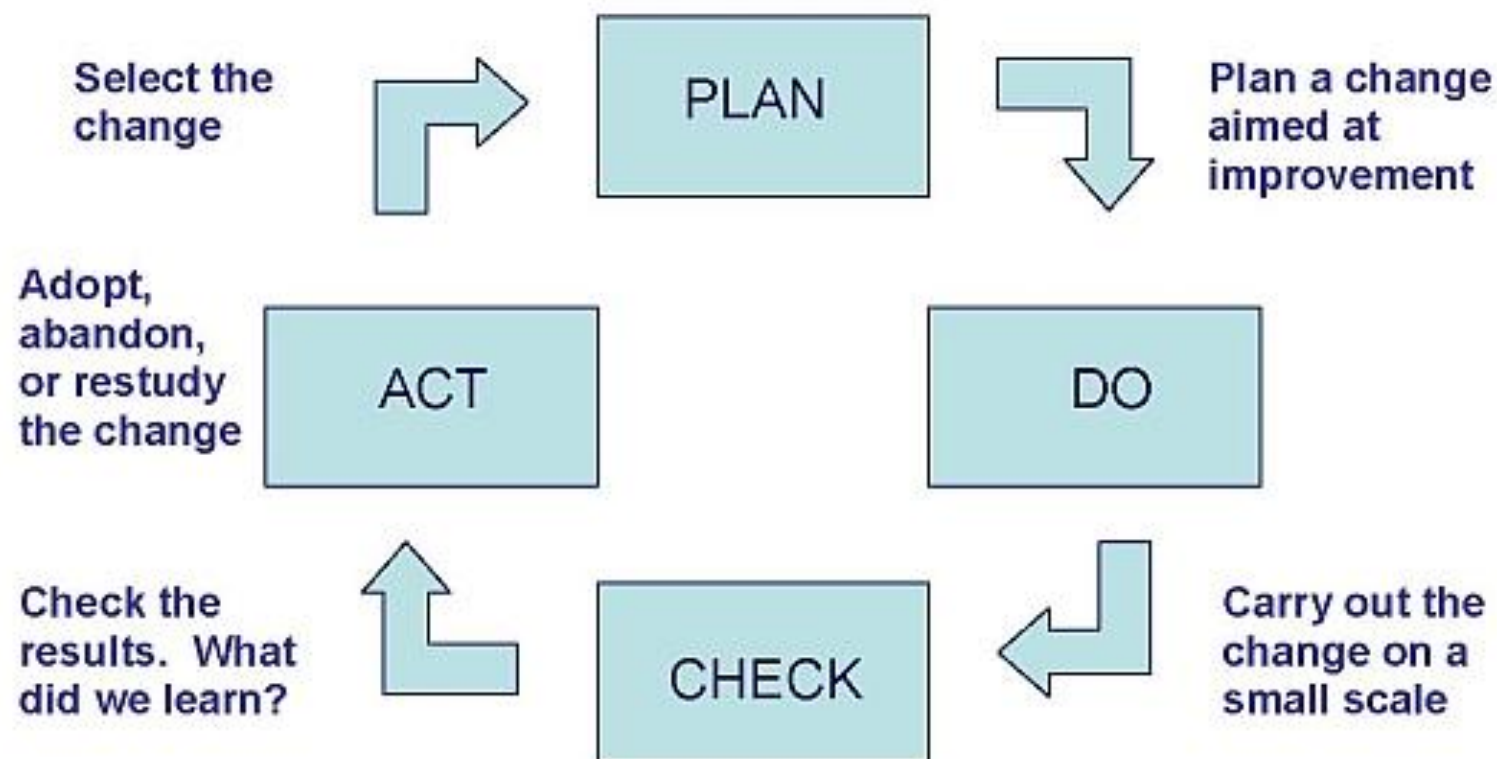 Select the
change
PLAN
Plan a change
aimed at
improvement
Adopt,
abandon,
or restudy
the change
ACT
DO
Check the
results.  What
did we learn?
CHECK
Carry out the
change on a
small scale